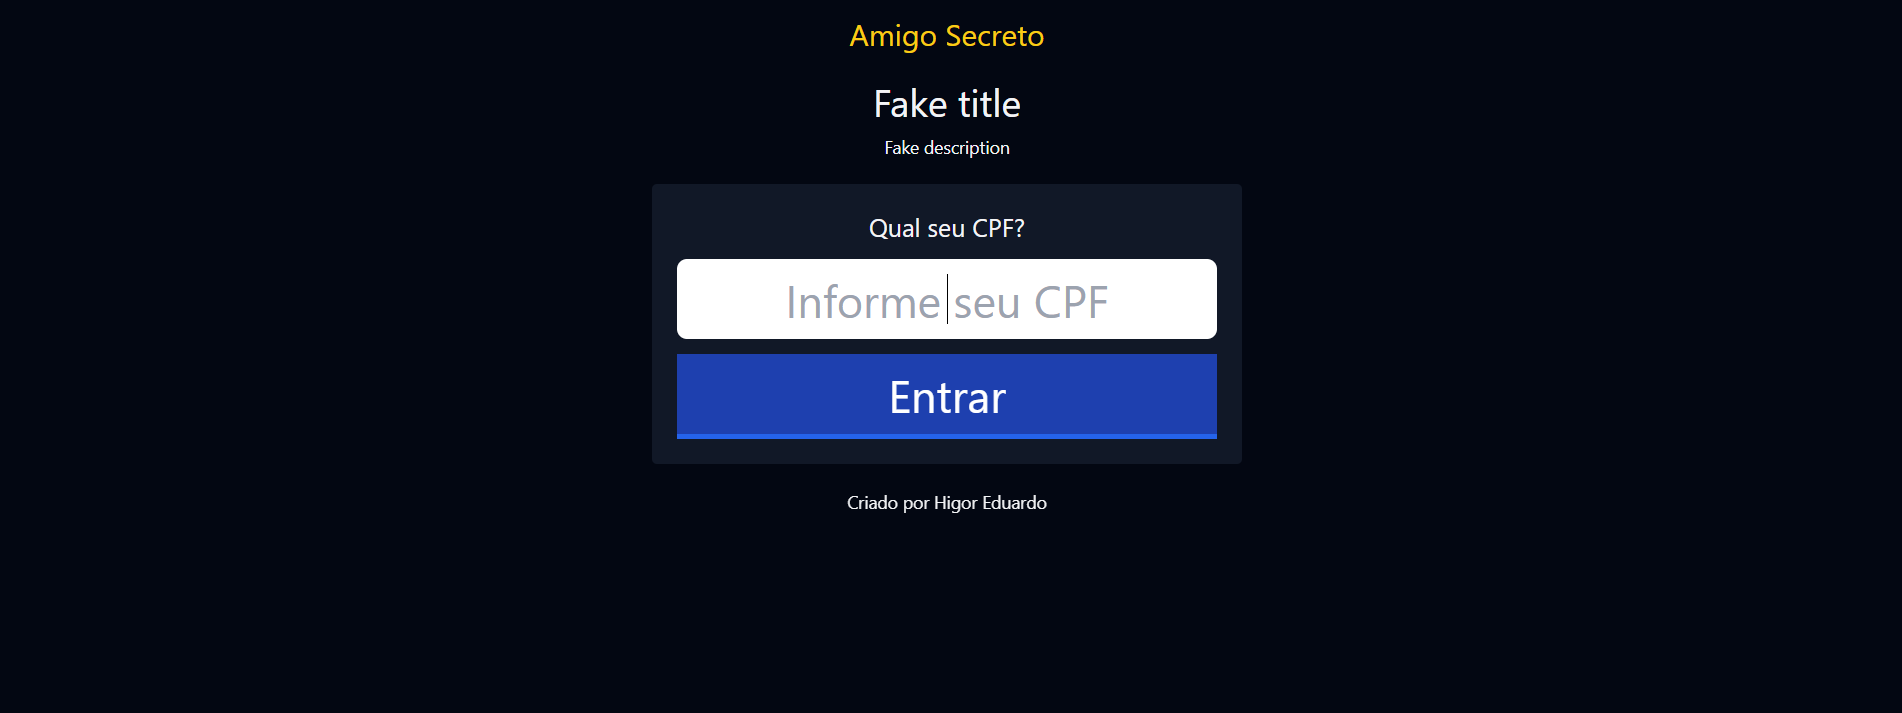 Amigo Secreto
Fake title
Fake description
Qual seu CPF?
Informe seu CPF
Entrar
Criado por Higor Eduardo